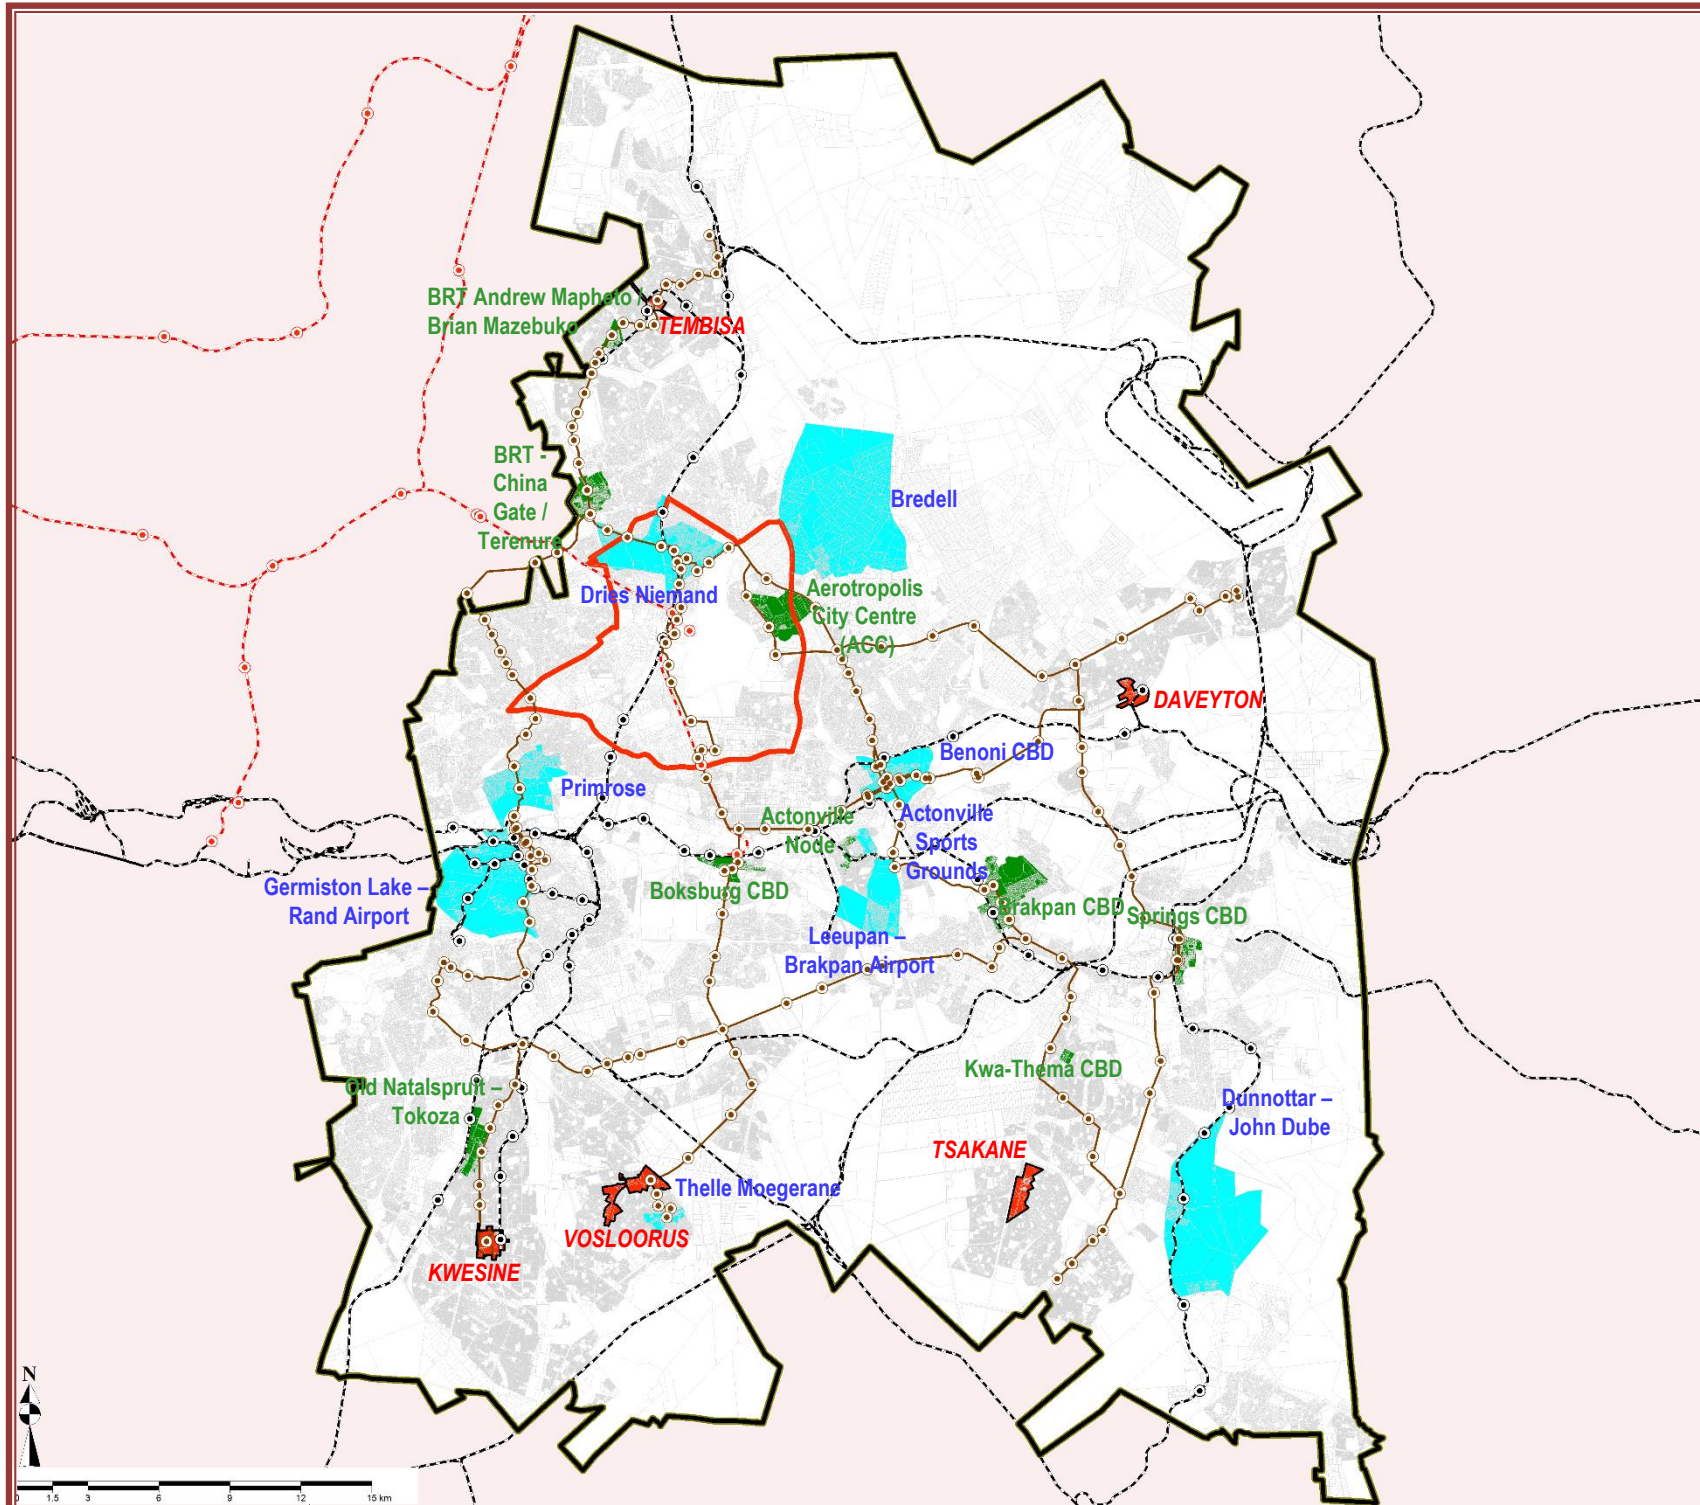 BRT Andrew Mapheto /
Brian Mazebuko
TEMBISA
BRT -
China
Gate /
Terenure
Bredell
Dries Niemand
Aerotropolis
City Centre
(ACC)
DAVEYTON
Benoni CBD
Primrose
Actonville
Node
Actonville
Sports
Grounds
Germiston Lake –
Rand Airport
Boksburg CBD
Brakpan CBD
Springs CBD
Leeupan –
Brakpan Airport
Kwa-Thema CBD
Old Natalspruit –
Tokoza
Dunnottar –
John Dube
TSAKANE
Thelle Moegerane
VOSLOORUS
KWESINE
N
0 1.5 3 6 9 12 15 km